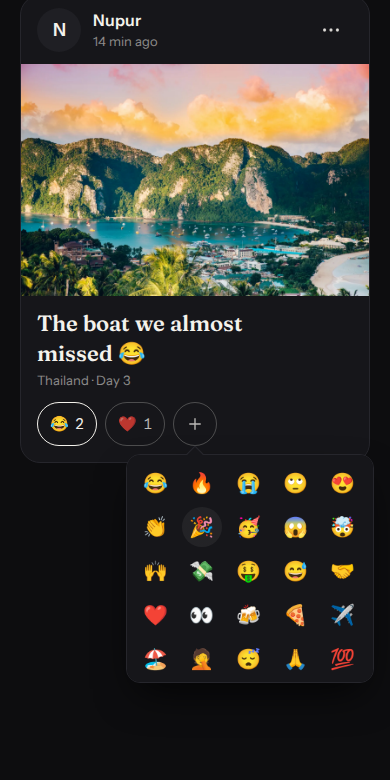 N
Nupur
14 min ago
The boat we almost
missed 😂
Thailand · Day 3
😂 2
❤️ 1
+
💯